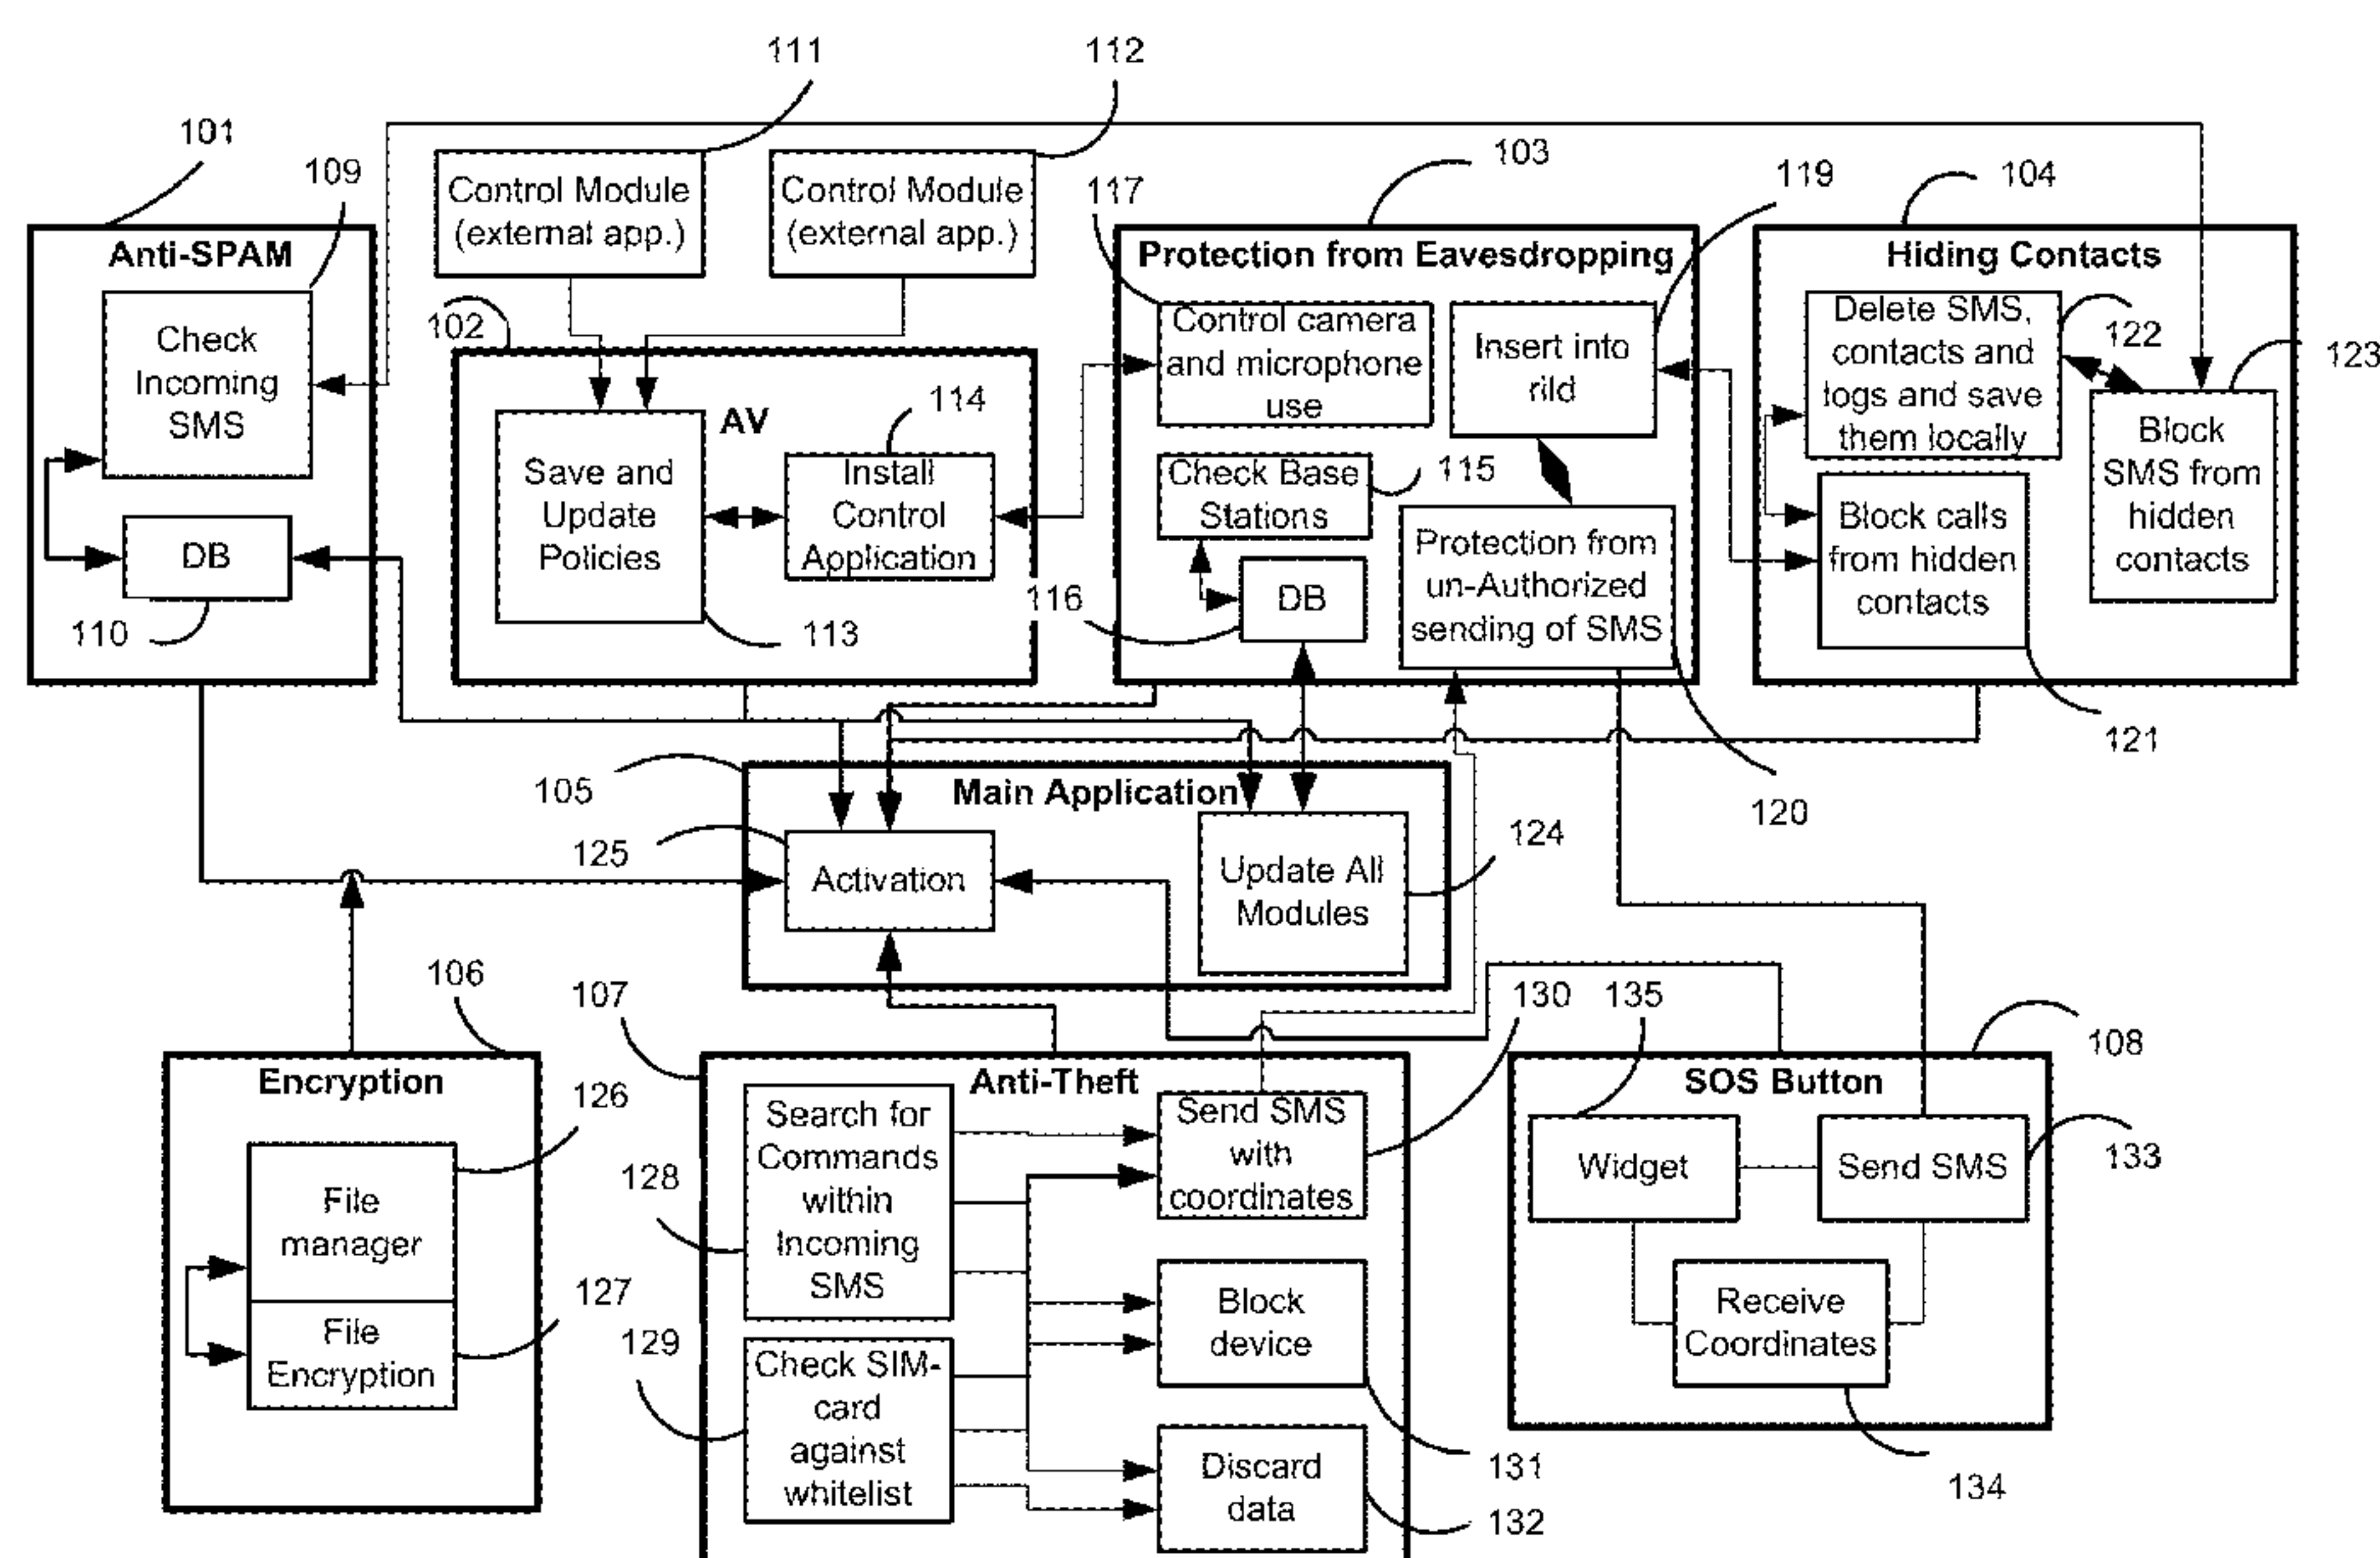 111
112
101
109
103
117
119
104
Control Module
(external app.)
Control Module
(external app.)
Anti-SPAM
Check
Incoming
SMS
DB
110
102
AV
Save and
Update
Policies
113
114
Install
Control
Application
Protection from Eavesdropping
Control camera
and microphone
use
Insert into
rild
Check Base
Stations
115
116
DB
Protection from
un-Authorized
sending of SMS
120
Hiding Contacts
Delete SMS,
contacts and
logs and save
them locally
122
123
Block
SMS from
hidden
contacts
Block calls
from hidden
contacts
121
105
Main Application
125
Activation
Update All
Modules
124
106
Encryption
126
File
manager
127
File
Encryption
107
Anti-Theft
128
Search for
Commands
within
Incoming
SMS
129
Check SIM-
card
against
whitelist
130
Send SMS
with
coordinates
Block
device
131
Discard
data
132
135
108
SOS Button
Widget
Send SMS
133
Receive
Coordinates
134